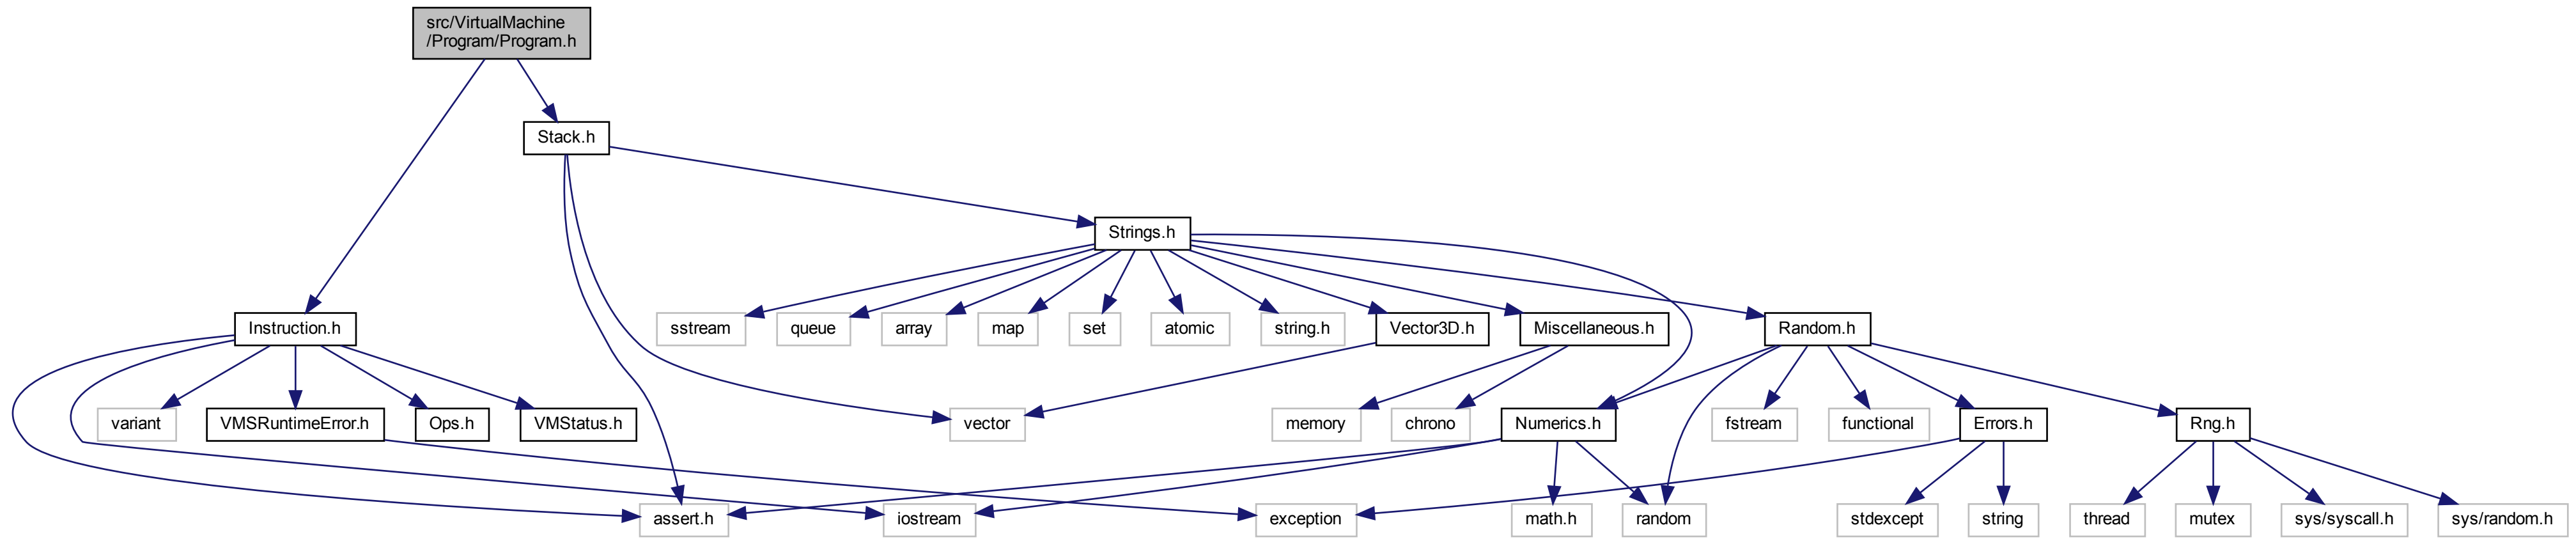 src/VirtualMachine
/Program/Program.h
Stack.h
Strings.h
Instruction.h
sstream
queue
array
map
set
atomic
string.h
Vector3D.h
Miscellaneous.h
Random.h
variant
VMSRuntimeError.h
Ops.h
VMStatus.h
vector
memory
chrono
Numerics.h
fstream
functional
Errors.h
Rng.h
assert.h
iostream
exception
math.h
random
stdexcept
string
thread
mutex
sys/syscall.h
sys/random.h